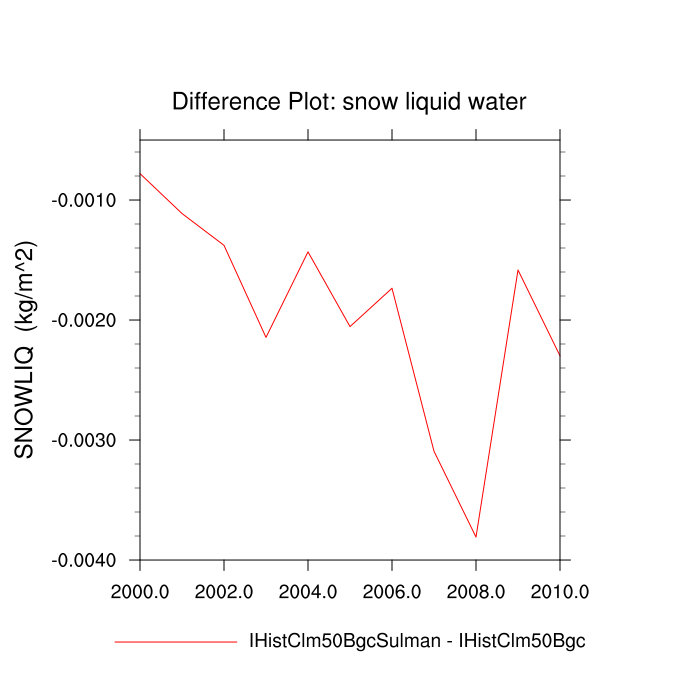 Difference Plot: snow liquid water
SNOWLIQ (kg/m^2)
-0.0010
-0.0020
-0.0030
-0.0040
2000.0 2002.0 2004.0 2006.0 2008.0 2010.0
IHistClm50BgcSulman - IHistClm50Bgc